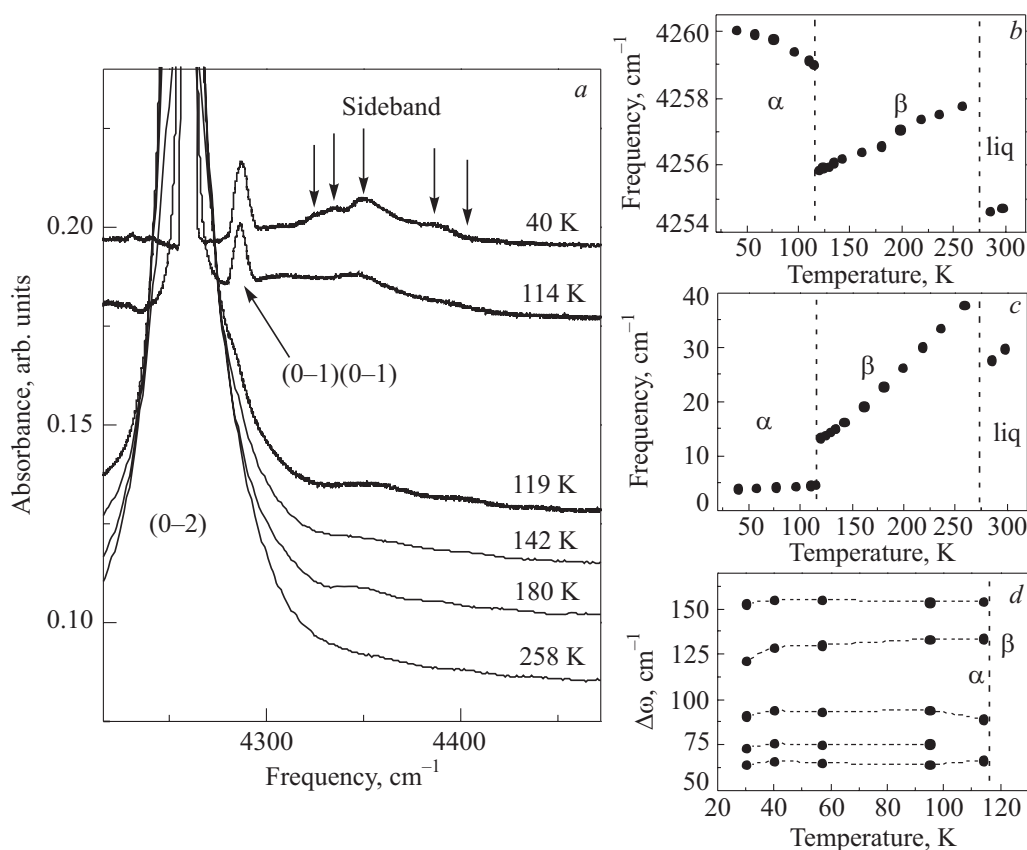 a
Sideband
0.20
40 K
114 K
(0–1)(0–1)
0.15
119 K
(0–2)
142 K
180 K
0.10
258 K
4300 4400
Frequency, cm⁻¹
Absorbance, arb. units
b
4260
4258
4256
4254
α
β
liq
50 100 150 200 250 300
Temperature, K
Frequency, cm⁻¹
c
40
30
20
10
0
α
β
liq
50 100 150 200 250 300
Temperature, K
Frequency, cm⁻¹
d
150
125
100
75
50
β
α
20 40 60 80 100 120
Temperature, K
Δω, cm⁻¹